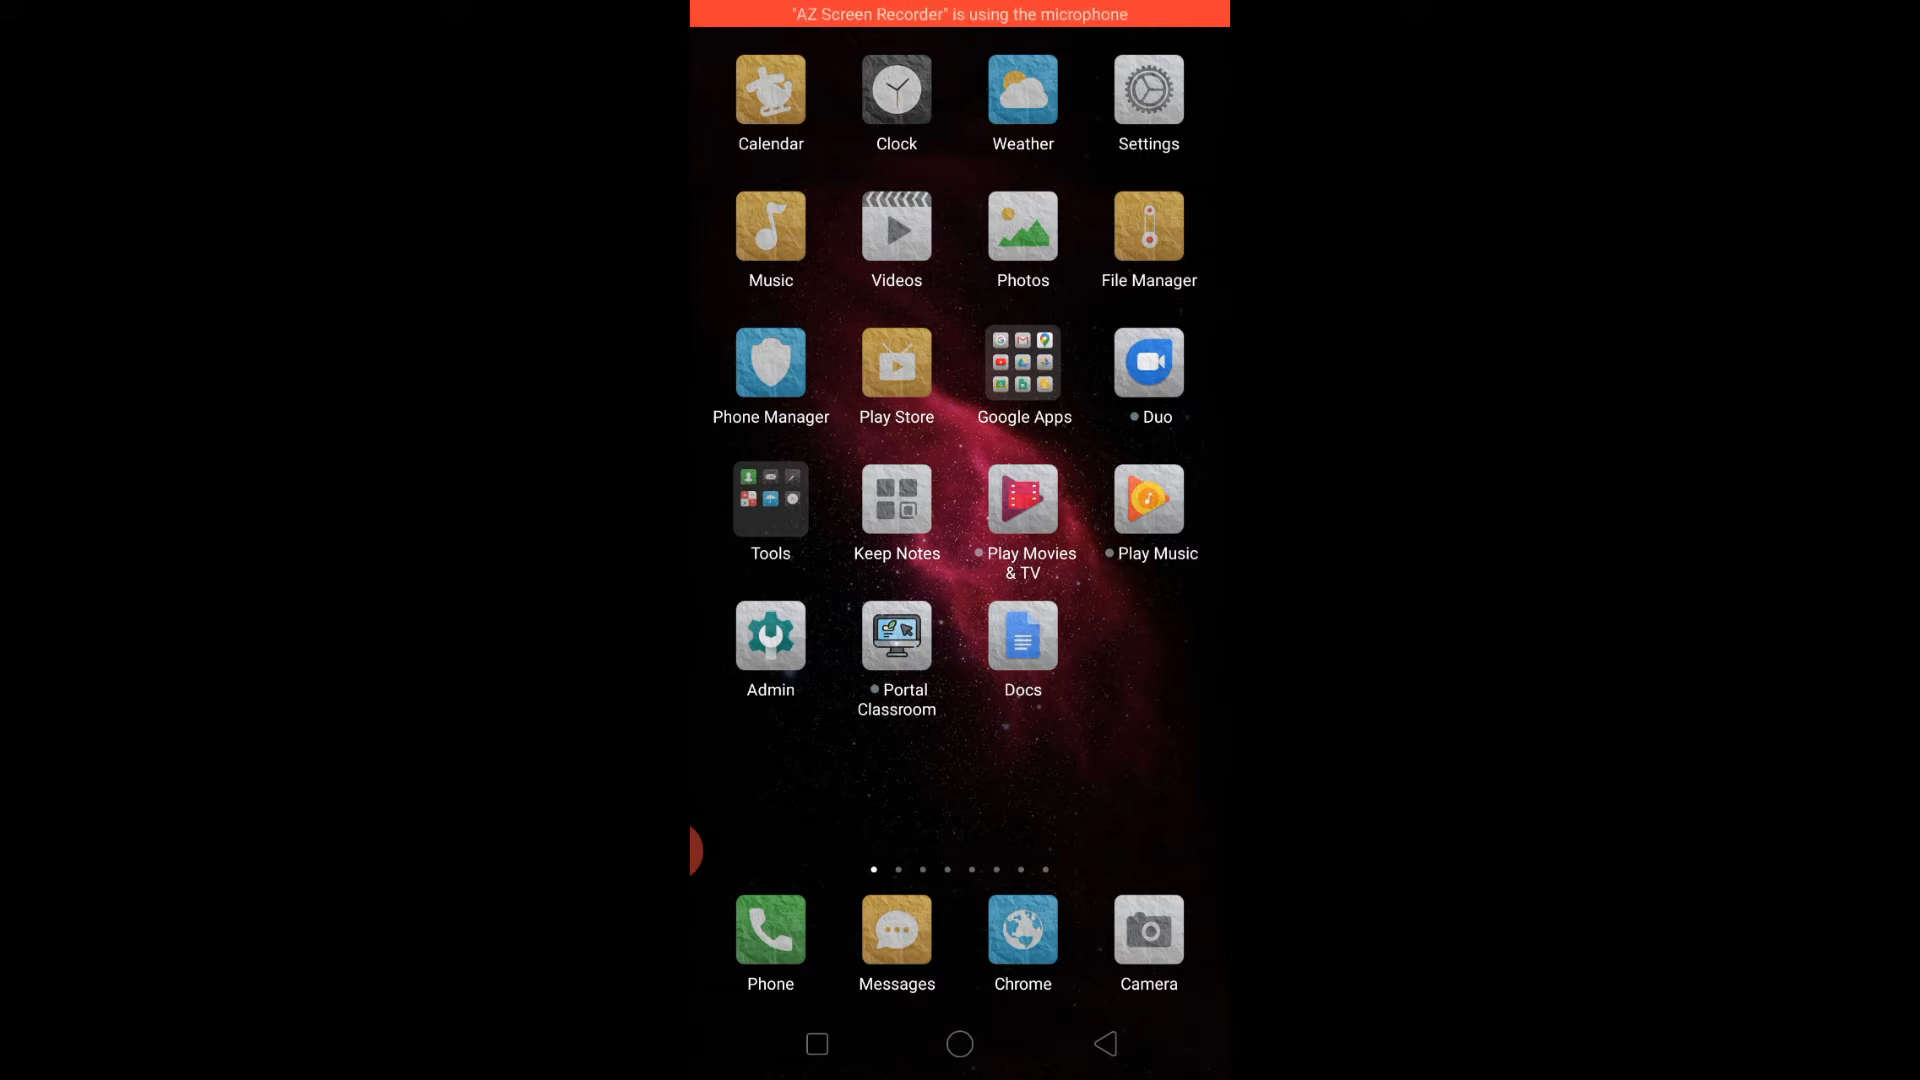 "AZ Screen Recorder" is using the microphone
Calendar
Clock
Weather
Settings
Music
Videos
Photos
File Manager
Phone Manager
Play Store
Google Apps
Duo
Tools
Keep Notes
Play Movies
& TV
Play Music
Admin
Portal
Classroom
Docs
Phone
Messages
Chrome
Camera